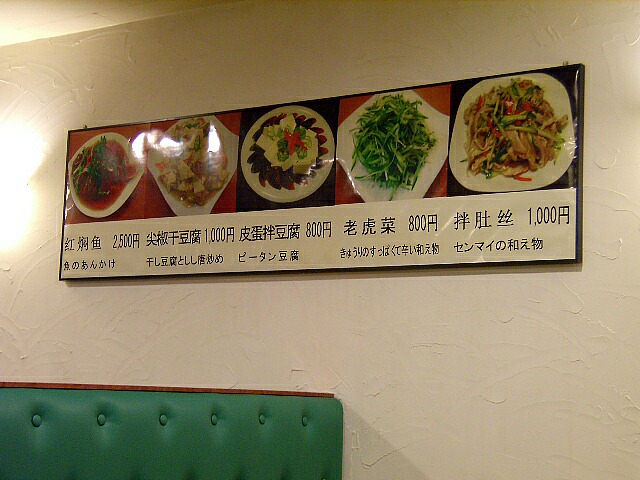 红焖鱼 2,500円 尖椒干豆腐 1,000円 皮蛋拌豆腐 800円 老虎菜 800円 拌肚丝 1,000円
魚のあんかけ 干し豆腐としし唐炒め ピータン豆腐 きゅうりのすっぱくて辛い和え物 センマイの和え物